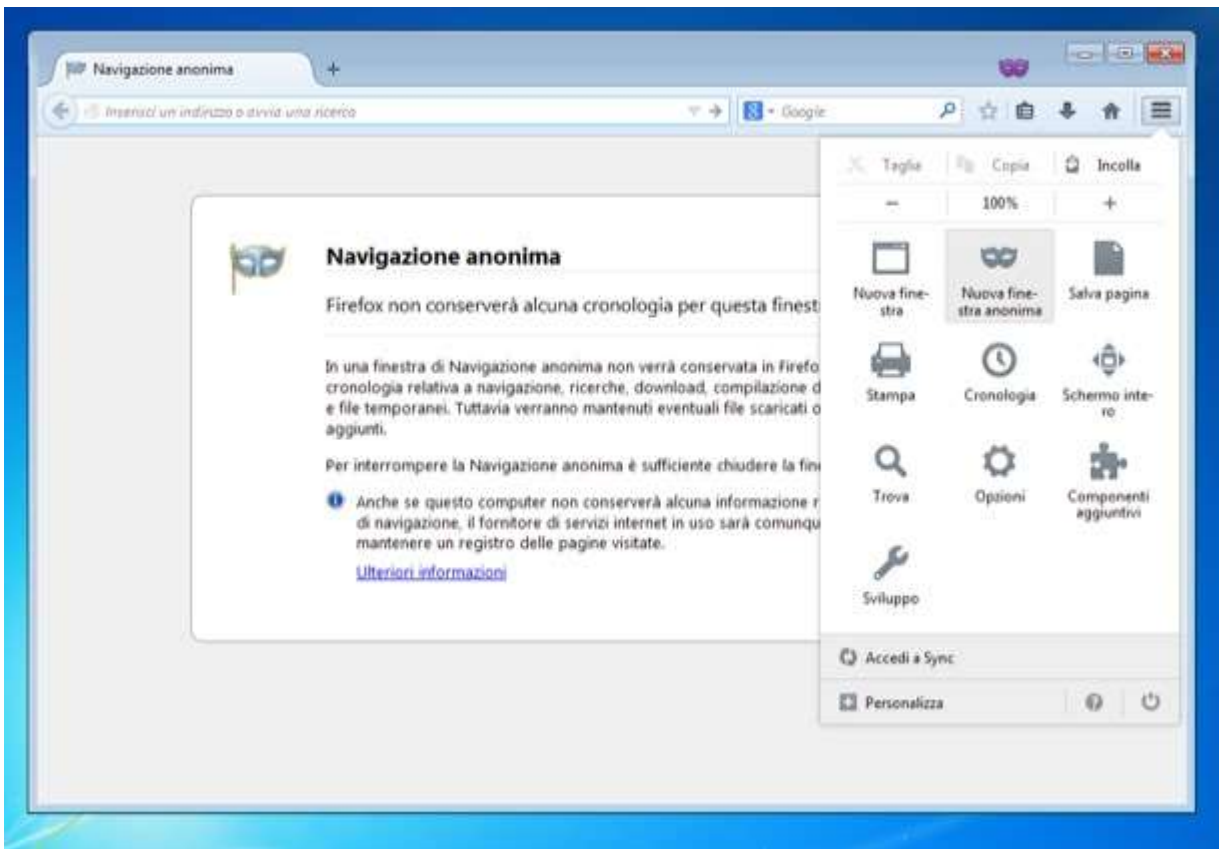 Navigazione anonima
+
Inserisci un indirizzo o avvia una ricerca
Google
Taglia Copia Incolla
− 100% +
Navigazione anonima
Firefox non conserverà alcuna cronologia per questa finest
In una finestra di Navigazione anonima non verrà conservata in Firefo
cronologia relativa a navigazione, ricerche, download, compilazione d
e file temporanei. Tuttavia verranno mantenuti eventuali file scaricati o
aggiunti.
Per interrompere la Navigazione anonima è sufficiente chiudere la fine
Anche se questo computer non conserverà alcuna informazione r
di navigazione, il fornitore di servizi internet in uso sarà comunqu
mantenere un registro delle pagine visitate.
Ulteriori informazioni
Nuova fine-
stra
Nuova fine-
stra anonima
Salva pagina
Stampa
Cronologia
Schermo inte-
ro
Trova
Opzioni
Componenti
aggiuntivi
Sviluppo
Accedi a Sync
Personalizza